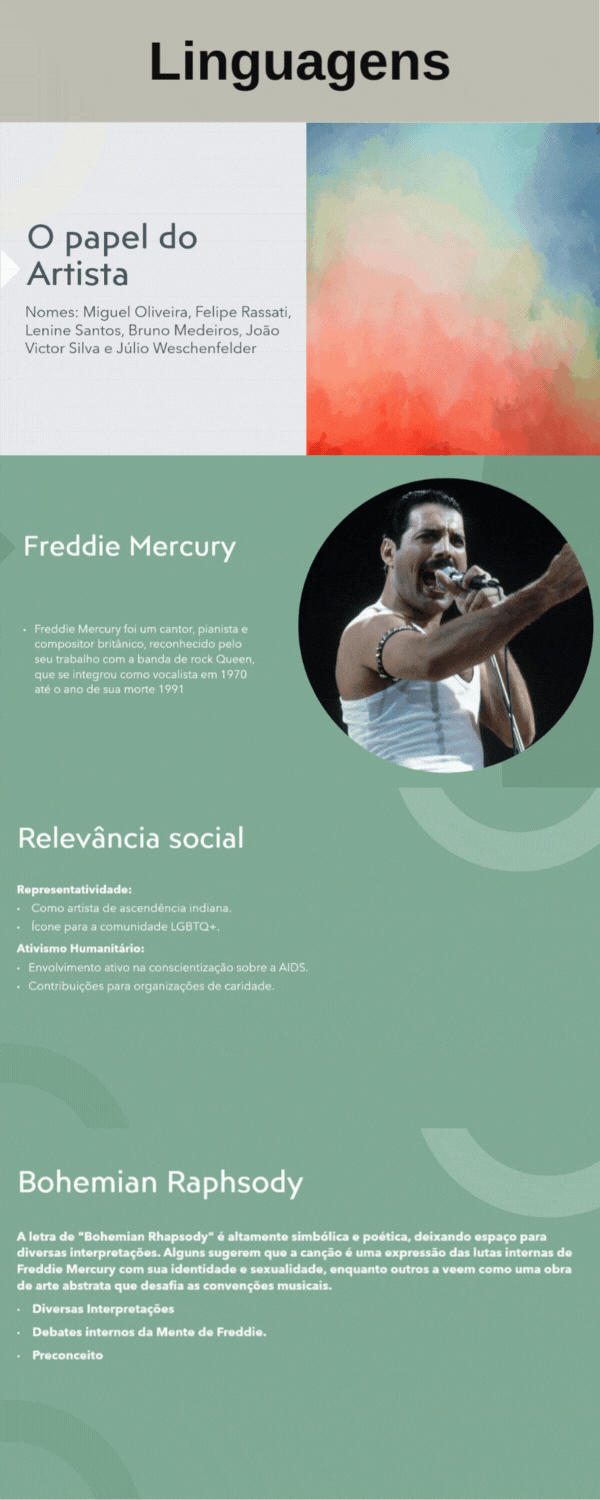 Linguagens
O papel do
Artista
Nomes: Miguel Oliveira, Felipe Rassati,
Lenine Santos, Bruno Medeiros, João
Victor Silva e Júlio Weschenfelder
Freddie Mercury
• Freddie Mercury foi um cantor, pianista e
compositor britânico, reconhecido pelo
seu trabalho com a banda de rock Queen,
que se integrou como vocalista em 1970
até o ano de sua morte 1991
Relevância social
Representatividade:
• Como artista de ascendência indiana.
• Ícone para a comunidade LGBTQ+.
Ativismo Humanitário:
• Envolvimento ativo na conscientização sobre a AIDS.
• Contribuições para organizações de caridade.
Bohemian Raphsody
A letra de "Bohemian Rhapsody" é altamente simbólica e poética, deixando espaço para
diversas interpretações. Alguns sugerem que a canção é uma expressão das lutas internas de
Freddie Mercury com sua identidade e sexualidade, enquanto outros a veem como uma obra
de arte abstrata que desafia as convenções musicais.
• Diversas Interpretações
• Debates internos da Mente de Freddie.
• Preconceito